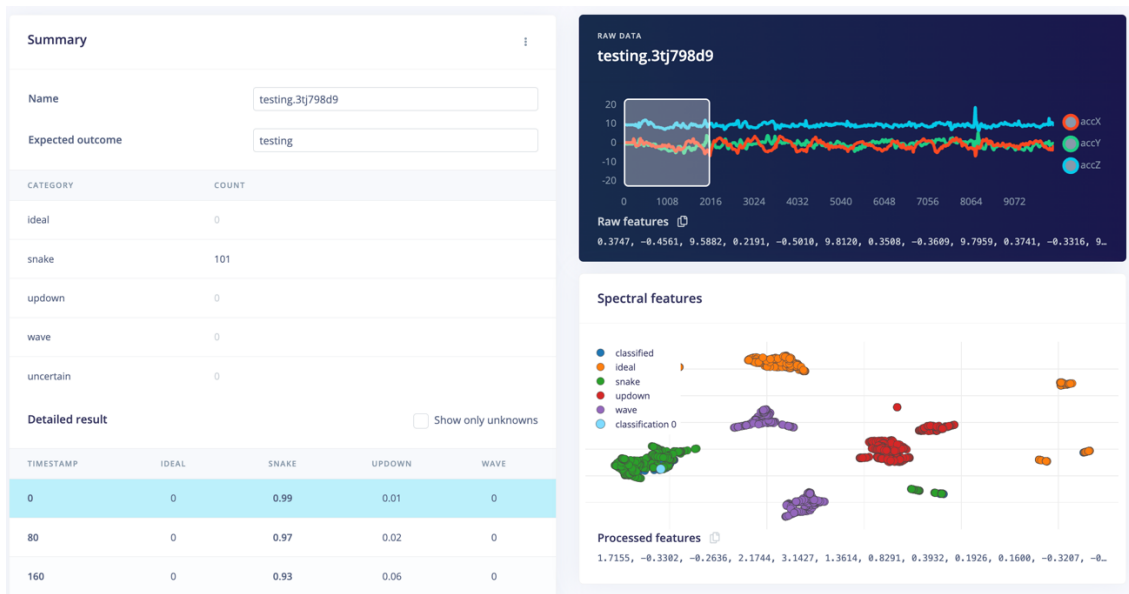 Summary
Name
testing.3tj798d9
Expected outcome
testing
CATEGORY COUNT
ideal 0
snake 101
updown 0
wave 0
uncertain 0
Detailed result
Show only unknowns
TIMESTAMP IDEAL SNAKE UPDOWN WAVE
0 0 0.99 0.01 0
80 0 0.97 0.02 0
160 0 0.93 0.06 0
RAW DATA
testing.3tj798d9
20
10
0
-10
-20
0 1008 2016 3024 4032 5040 6048 7056 8064 9072
accX
accY
accZ
Raw features
0.3747, -0.4561, 9.5882, 0.2191, -0.5010, 9.8120, 0.3508, -0.3609, 9.7959, 0.3741, -0.3316, 9…
Spectral features
classified
ideal
snake
updown
wave
classification 0
Processed features
1.7155, -0.3302, -0.2636, 2.1744, 3.1427, 1.3614, 0.8291, 0.3932, 0.1926, 0.1600, -0.3207, -0…